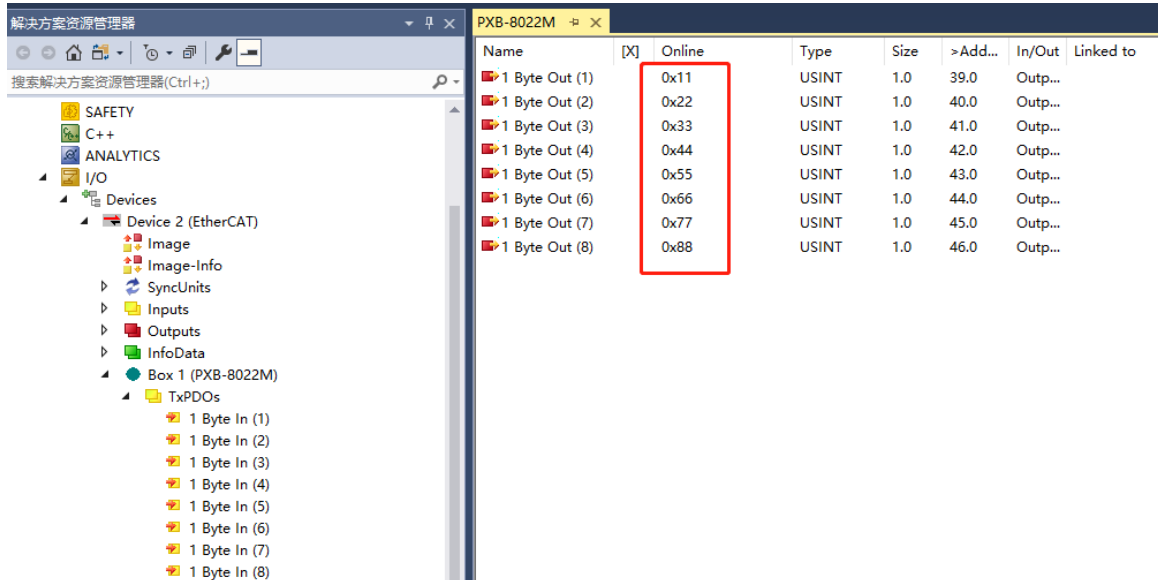 解决方案资源管理器
搜索解决方案资源管理器(Ctrl+;)
SAFETY
C++
ANALYTICS
I/O
Devices
Device 2 (EtherCAT)
Image
Image-Info
SyncUnits
Inputs
Outputs
InfoData
Box 1 (PXB-8022M)
TxPDOs
1 Byte In (1)
1 Byte In (2)
1 Byte In (3)
1 Byte In (4)
1 Byte In (5)
1 Byte In (6)
1 Byte In (7)
1 Byte In (8)
PXB-8022M
Name [X] Online Type Size >Add... In/Out Linked to
1 Byte Out (1) 0x11 USINT 1.0 39.0 Outp...
1 Byte Out (2) 0x22 USINT 1.0 40.0 Outp...
1 Byte Out (3) 0x33 USINT 1.0 41.0 Outp...
1 Byte Out (4) 0x44 USINT 1.0 42.0 Outp...
1 Byte Out (5) 0x55 USINT 1.0 43.0 Outp...
1 Byte Out (6) 0x66 USINT 1.0 44.0 Outp...
1 Byte Out (7) 0x77 USINT 1.0 45.0 Outp...
1 Byte Out (8) 0x88 USINT 1.0 46.0 Outp...